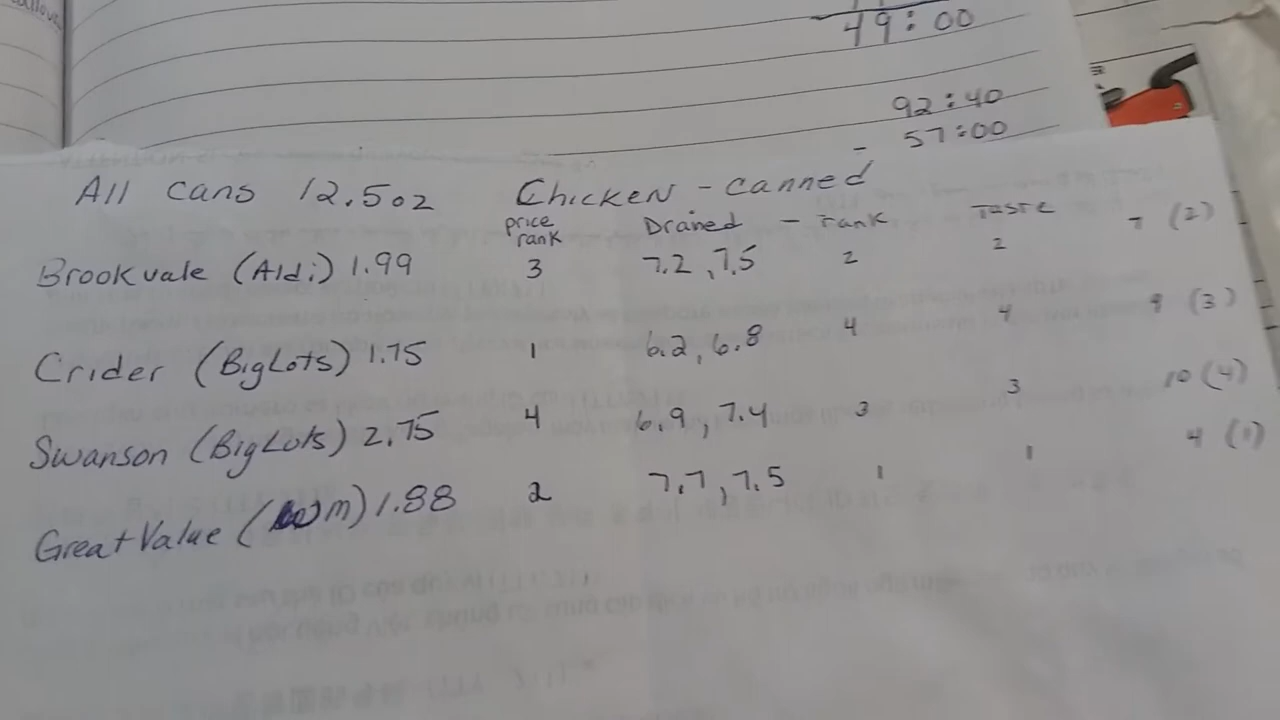 49:00
92:40
- 57:00
All cans 12.5oz Chicken - canned
price rank Drained - rank Taste
Brookvale (Aldi) 1.99 3 7.2, 7.5 2 2 7 (2)
Crider (BigLots) 1.75 1 6.2, 6.8 4 4 9 (3)
Swanson (BigLots) 2.75 4 6.9, 7.4 3 3 10 (4)
Great Value (wm) 1.88 2 7.7, 7.5 1 1 4 (1)